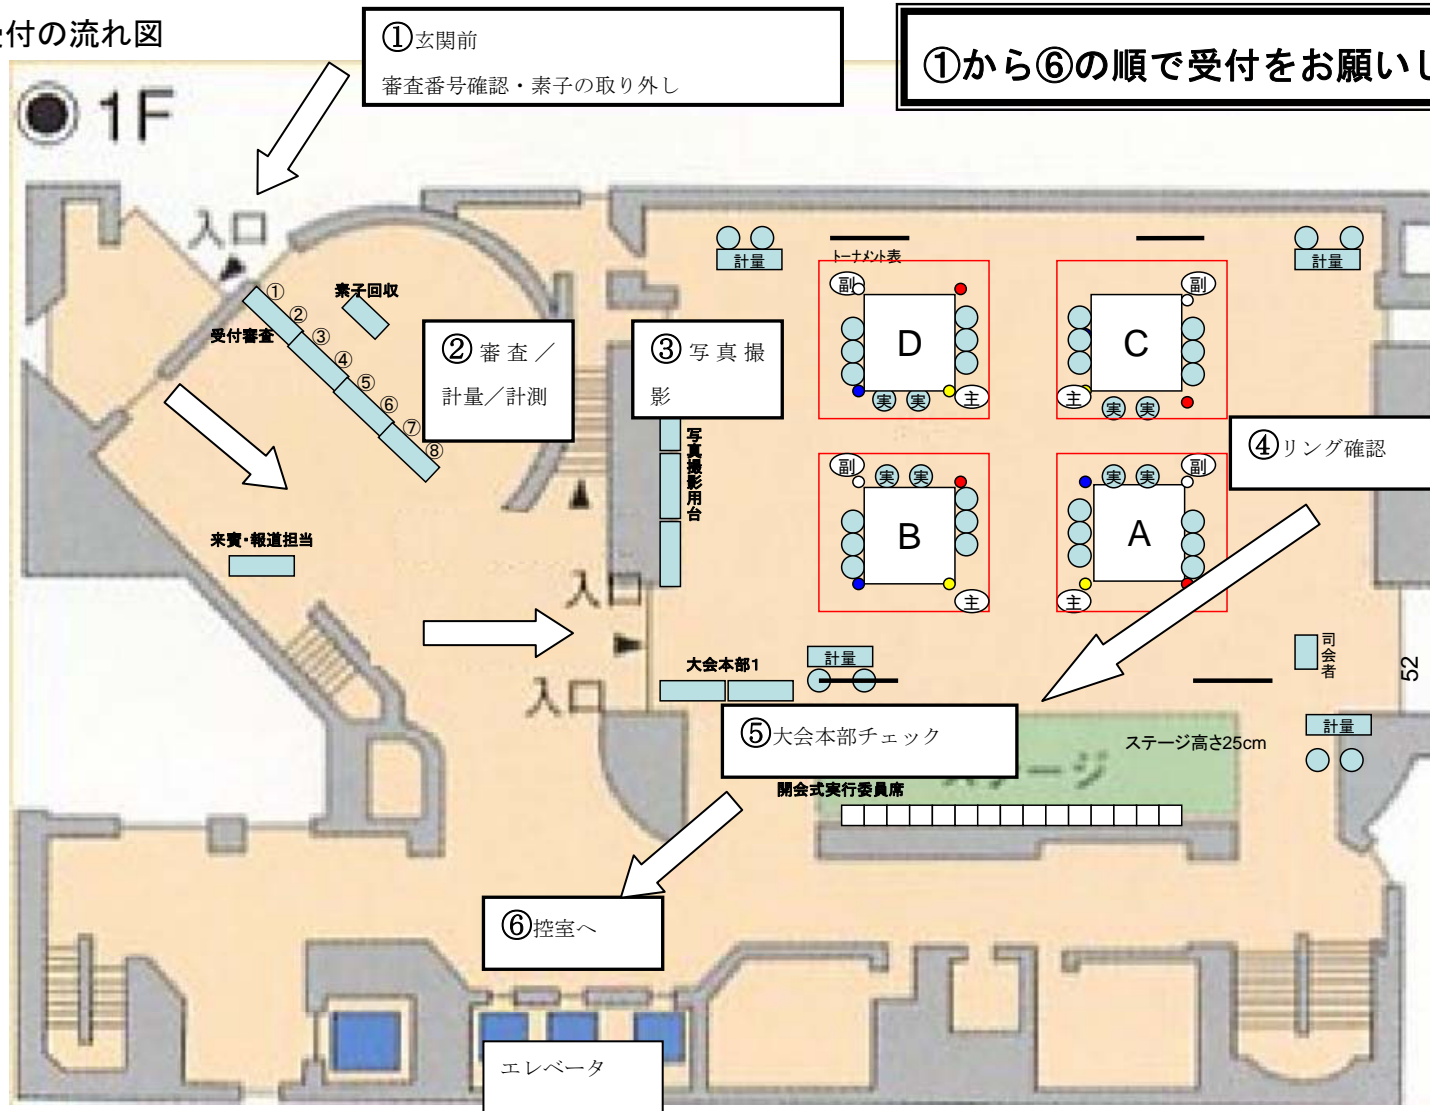 付の流れ図
①玄関前
審査番号確認・素子の取り外し
①から⑥の順で受付をお願いし
1F
入口
①
②
③
④
⑤
⑥
⑦
⑧
素子回収
受付審査
②審査／
計量／計測
③写真撮
影
写真撮影用台
来賓・報道担当
入口
入口
大会本部1
計量
トーナメント表
計量
副
D
実
実
主
副
C
主
実
実
副
実
実
B
主
実
実
副
A
主
④リング確認
計量
司会者
52
計量
⑤大会本部チェック
ステージ高さ25cm
ージ
開会式実行委員席
⑥控室へ
エレベータ